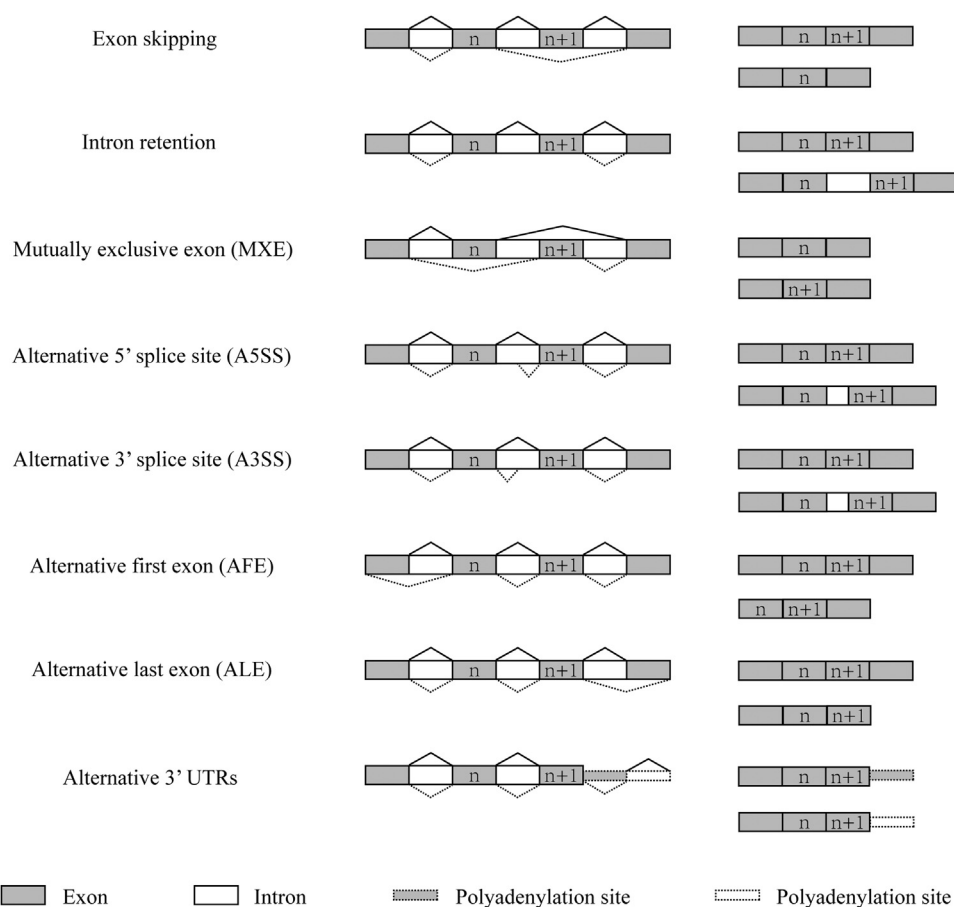 Exon skipping
n n+1
n n+1
n
Intron retention
n n+1
n n+1
n n+1
Mutually exclusive exon (MXE)
n n+1
n
n+1
Alternative 5’ splice site (A5SS)
n n+1
n n+1
n n+1
Alternative 3’ splice site (A3SS)
n n+1
n n+1
n n+1
Alternative first exon (AFE)
n n+1
n n+1
n n+1
Alternative last exon (ALE)
n n+1
n n+1
n n+1
Alternative 3’ UTRs
n n+1
n n+1
n n+1
Exon
Intron
Polyadenylation site
Polyadenylation site